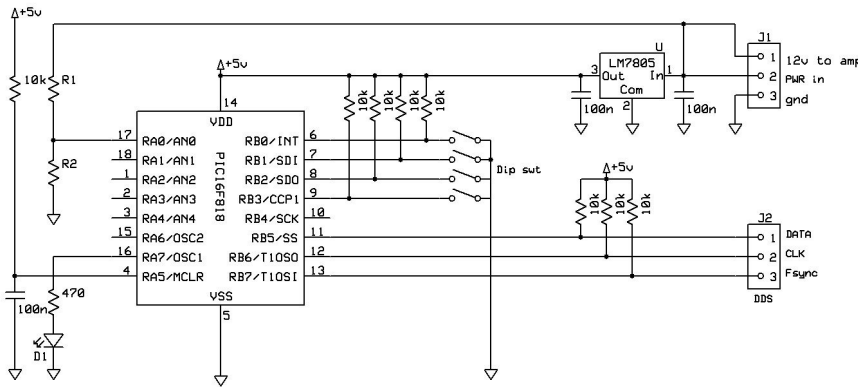 +5v
10k
R1
R2
+5v
14
VDD
PIC16F818
17 RA0/AN0
18 RA1/AN1
1 RA2/AN2
2 RA3/AN3
3 RA4/AN4
15 RA6/OSC2
16 RA7/OSC1
4 RA5/MCLR
RB0/INT 6
RB1/SDI 7
RB2/SDO 8
RB3/CCP1 9
RB4/SCK 10
RB5/SS 11
RB6/T1OSO 12
RB7/T1OSI 13
VSS
5
100n
470
D1
10k
10k
10k
10k
Dip swt
U
LM7805
3 Out In 1
Com
2
100n
100n
J1
1 12v to amp
2 PWR in
3 gnd
+5v
10k
10k
10k
J2
1 DATA
2 CLK
3 Fsync
DDS